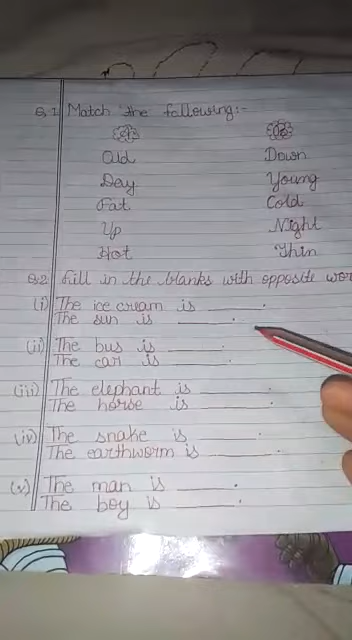 Q.1 Match the following:-
"A" "B"
Old Down
Day Young
Fat Cold
Up Night
Hot Thin
Q.2 Fill in the blanks with opposite
(i) The ice cream is ______.
The sun is ______.
(ii) The bus is ______.
The car is ______.
(iii) The elephant is ______.
The horse is ______.
(iv) The snake is ______.
The earthworm is ______.
(v) The man is ______.
The boy is ______.